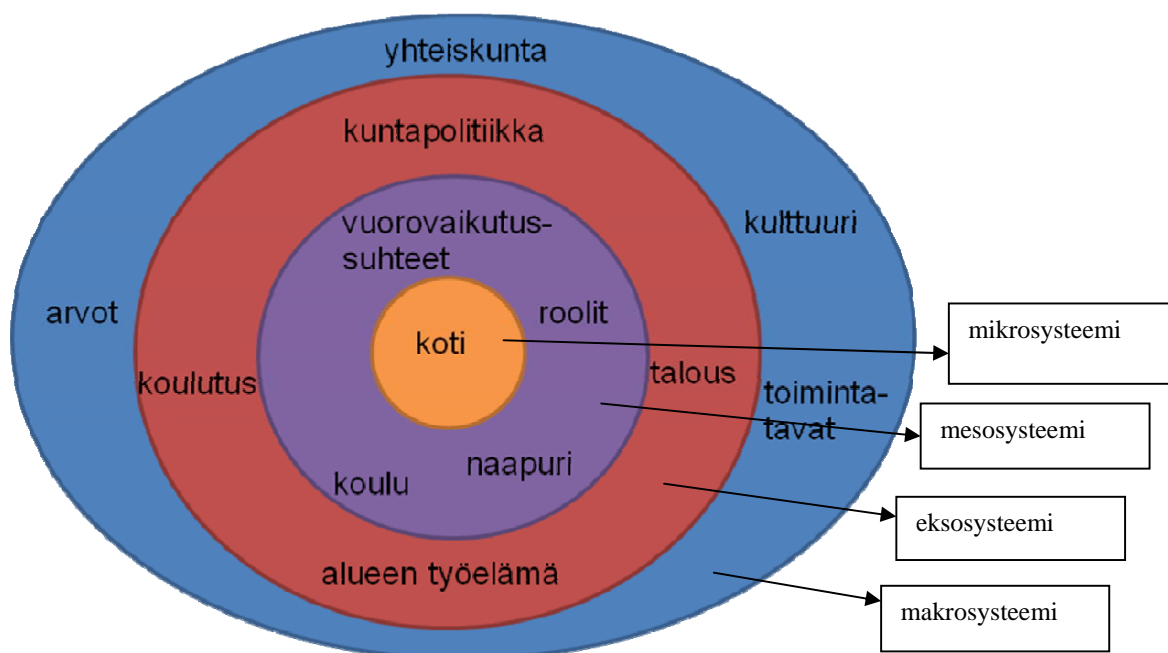 yhteiskunta
kuntapolitiikka
vuorovaikutus-
suhteet
kulttuuri
arvot
roolit
koti
mikrosysteemi
koulutus
talous
toiminta-
tavat
mesosysteemi
naapuri
koulu
eksosysteemi
alueen työelämä
makrosysteemi